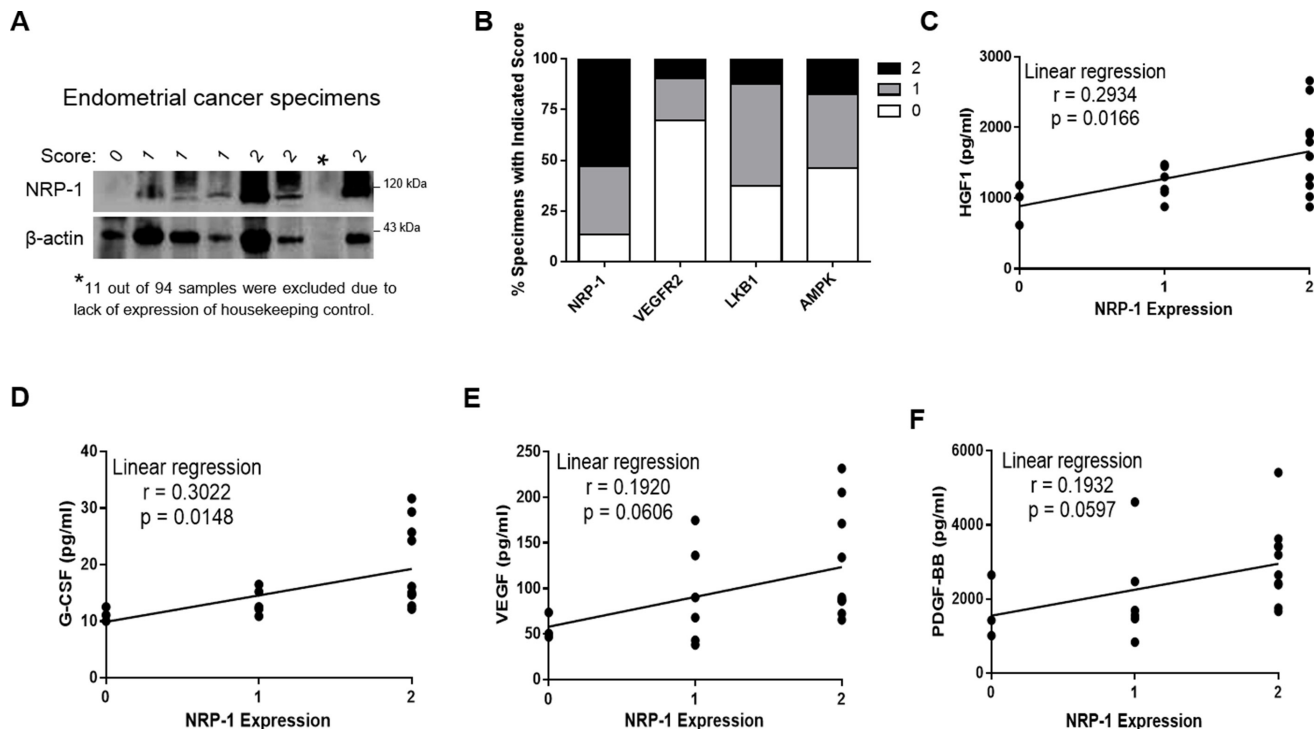 A
Endometrial cancer specimens
Score: 0 1 1 1 2 2 * 2
NRP-1
120 kDa
β-actin
43 kDa
*11 out of 94 samples were excluded due to
lack of expression of housekeeping control.
B
% Specimens with Indicated Score
100
75
50
25
0
NRP-1
VEGFR2
LKB1
AMPK
2
1
0
C
HGF1 (pg/ml)
3000
2000
1000
0
Linear regression
r = 0.2934
p = 0.0166
0 1 2
NRP-1 Expression
D
G-CSF (pg/ml)
40
30
20
10
0
Linear regression
r = 0.3022
p = 0.0148
0 1 2
NRP-1 Expression
E
VEGF (pg/ml)
250
200
150
100
50
0
Linear regression
r = 0.1920
p = 0.0606
0 1 2
NRP-1 Expression
F
PDGF-BB (pg/ml)
6000
4000
2000
0
Linear regression
r = 0.1932
p = 0.0597
0 1 2
NRP-1 Expression